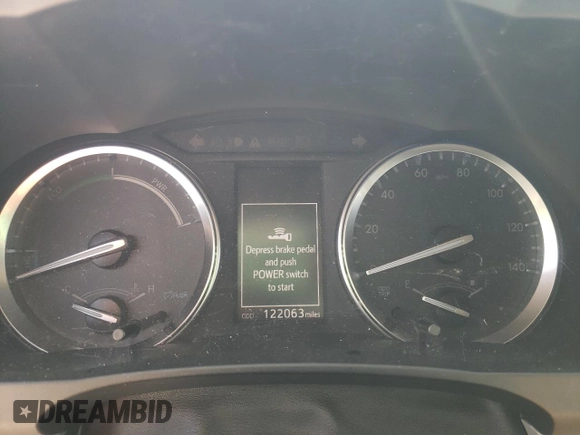 PWR
H
Depress brake pedal
and push
POWER switch
to start
ODO 122063 miles
20
40
60
80
100
120
140
E
DREAMBID